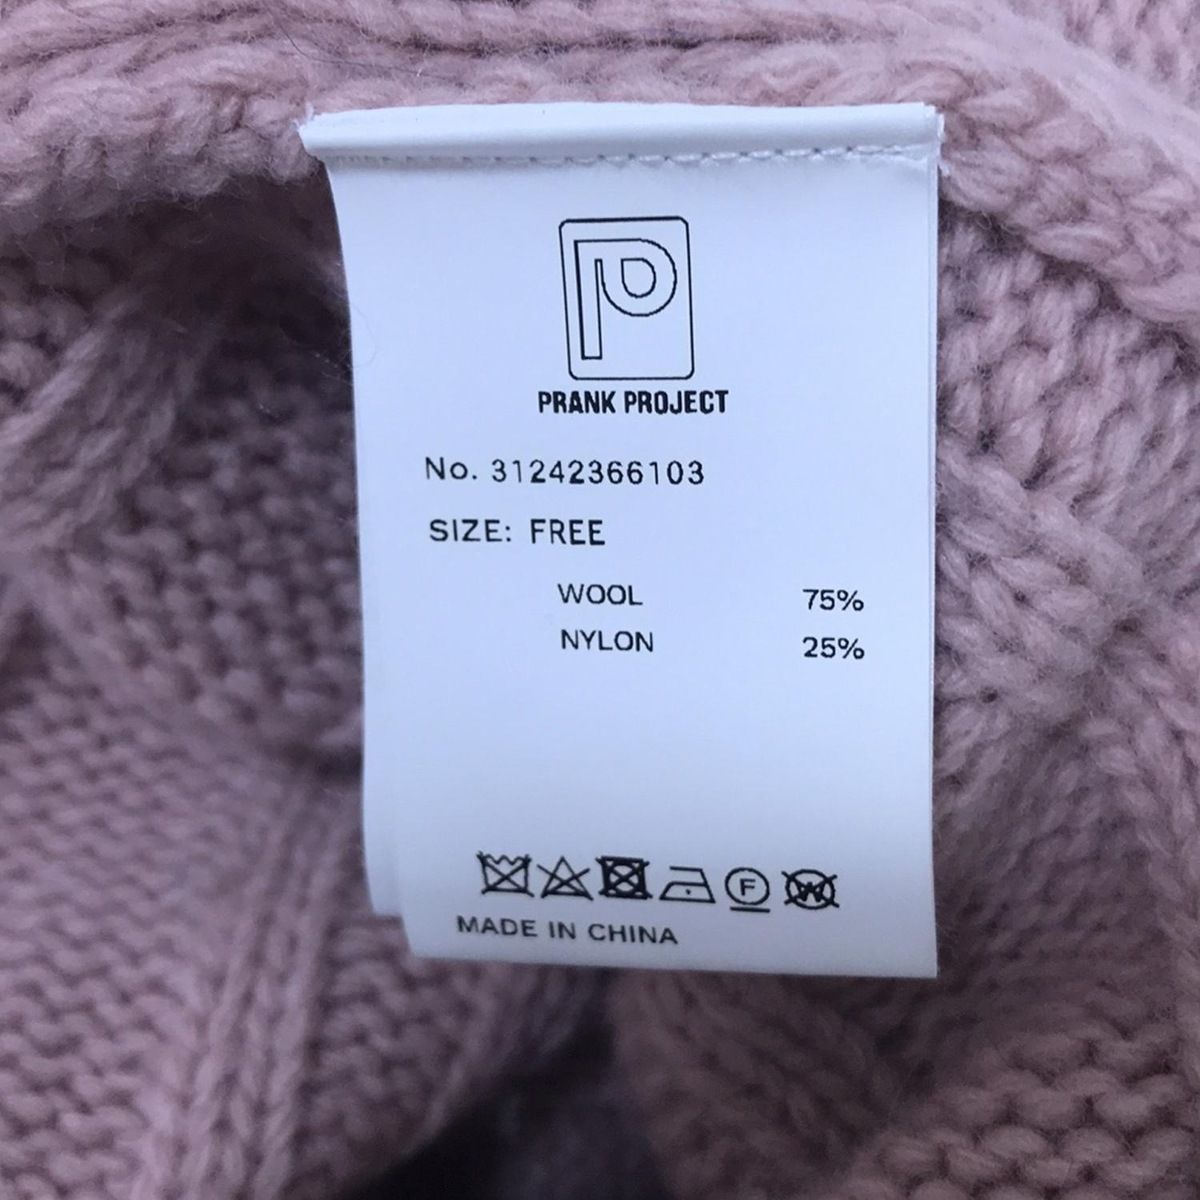 P
PRANK PROJECT
No. 31242366103
SIZE: FREE
WOOL 75%
NYLON 25%
F W
MADE IN CHINA